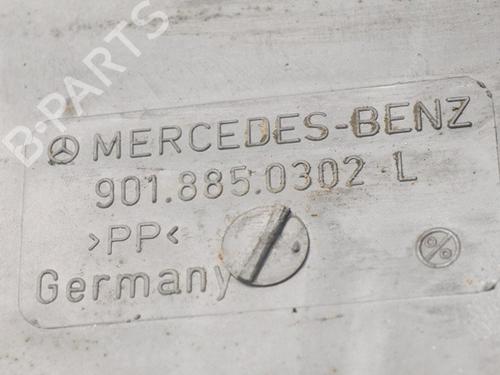 B-PARTS
MERCEDES-BENZ
901.885.0302 L
>PP<
Germany